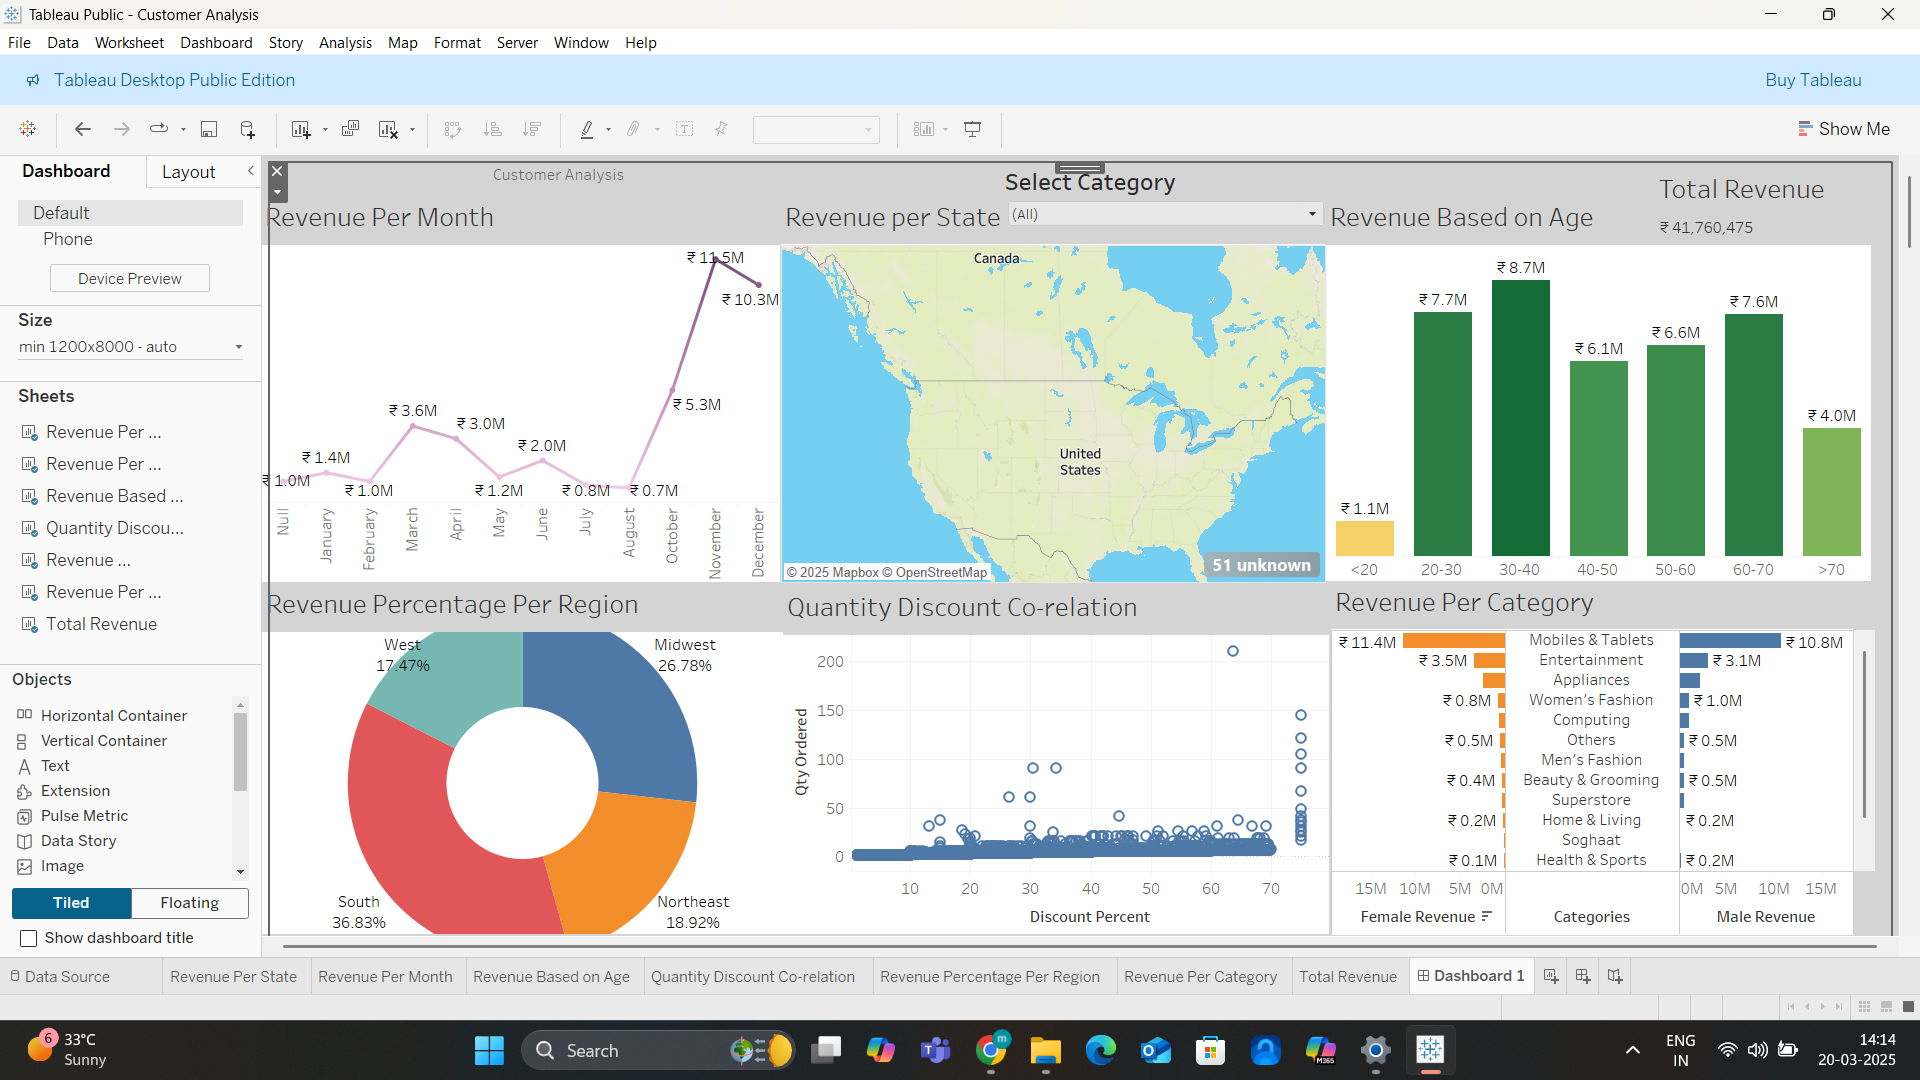 Tableau Public - Customer Analysis
File Data Worksheet Dashboard Story Analysis Map Format Server Window Help
Tableau Desktop Public Edition
Buy Tableau
Show Me
Dashboard
Layout
Default
Phone
Device Preview
Size
min 1200x8000 - auto
Sheets
Revenue Per ...
Revenue Per ...
Revenue Based ...
Quantity Discou...
Revenue ...
Revenue Per ...
Total Revenue
Objects
Horizontal Container
Vertical Container
Text
Extension
Pulse Metric
Data Story
Image
Tiled
Floating
Show dashboard title
Customer Analysis
Select Category
(All)
Total Revenue
₹ 41,760,475
Revenue Per Month
₹ 1.0M
₹ 1.4M
₹ 1.0M
₹ 3.6M
₹ 3.0M
₹ 1.2M
₹ 2.0M
₹ 0.8M
₹ 0.7M
₹ 5.3M
₹ 11.5M
₹ 10.3M
Null
January
February
March
April
May
June
July
August
October
November
December
Revenue per State
Canada
United
States
© 2025 Mapbox © OpenStreetMap
51 unknown
Revenue Based on Age
₹ 1.1M
₹ 7.7M
₹ 8.7M
₹ 6.1M
₹ 6.6M
₹ 7.6M
₹ 4.0M
<20 20-30 30-40 40-50 50-60 60-70 >70
Revenue Percentage Per Region
West
17.47%
Midwest
26.78%
South
36.83%
Northeast
18.92%
Quantity Discount Co-relation
Qty Ordered
200
150
100
50
0
10 20 30 40 50 60 70
Discount Percent
Revenue Per Category
₹ 11.4M Mobiles & Tablets ₹ 10.8M
₹ 3.5M Entertainment ₹ 3.1M
Appliances
₹ 0.8M Women's Fashion ₹ 1.0M
Computing
₹ 0.5M Others ₹ 0.5M
Men's Fashion
₹ 0.4M Beauty & Grooming ₹ 0.5M
Superstore
₹ 0.2M Home & Living ₹ 0.2M
Soghaat
₹ 0.1M Health & Sports ₹ 0.2M
15M 10M 5M 0M 0M 5M 10M 15M
Female Revenue Categories Male Revenue
Data Source Revenue Per State Revenue Per Month Revenue Based on Age Quantity Discount Co-relation Revenue Percentage Per Region Revenue Per Category Total Revenue Dashboard 1
6
33°C
Sunny
Search
m
M365
ENG
IN
14:14
20-03-2025